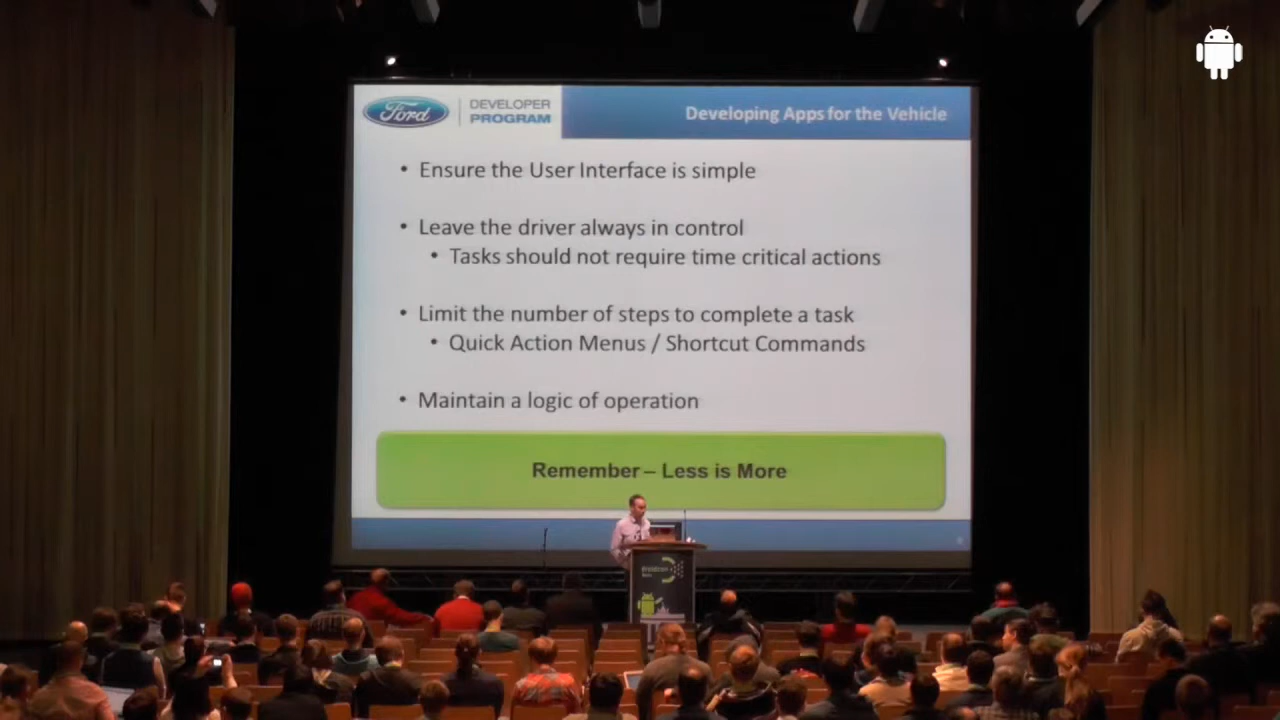 Ford
DEVELOPER
PROGRAM
Developing Apps for the Vehicle
• Ensure the User Interface is simple
• Leave the driver always in control
• Tasks should not require time critical actions
• Limit the number of steps to complete a task
• Quick Action Menus / Shortcut Commands
• Maintain a logic of operation
Remember – Less is More